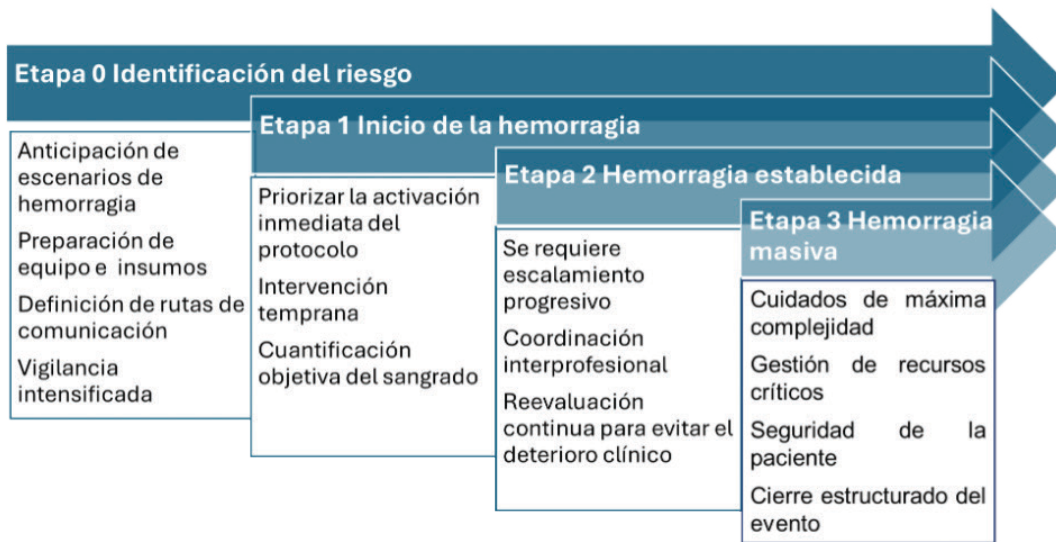 Etapa 0 Identificación del riesgo
Anticipación de
escenarios de
hemorragia
Preparación de
equipo e insumos
Definición de rutas de
comunicación
Vigilancia
intensificada
Etapa 1 Inicio de la hemorragia
Priorizar la activación
inmediata del
protocolo
Intervención
temprana
Cuantificación
objetiva del sangrado
Etapa 2 Hemorragia establecida
Se requiere
escalamiento
progresivo
Coordinación
interprofesional
Reevaluación
continua para evitar el
deterioro clínico
Etapa 3 Hemorragia
masiva
Cuidados de máxima
complejidad
Gestión de recursos
críticos
Seguridad de la
paciente
Cierre estructurado del
evento